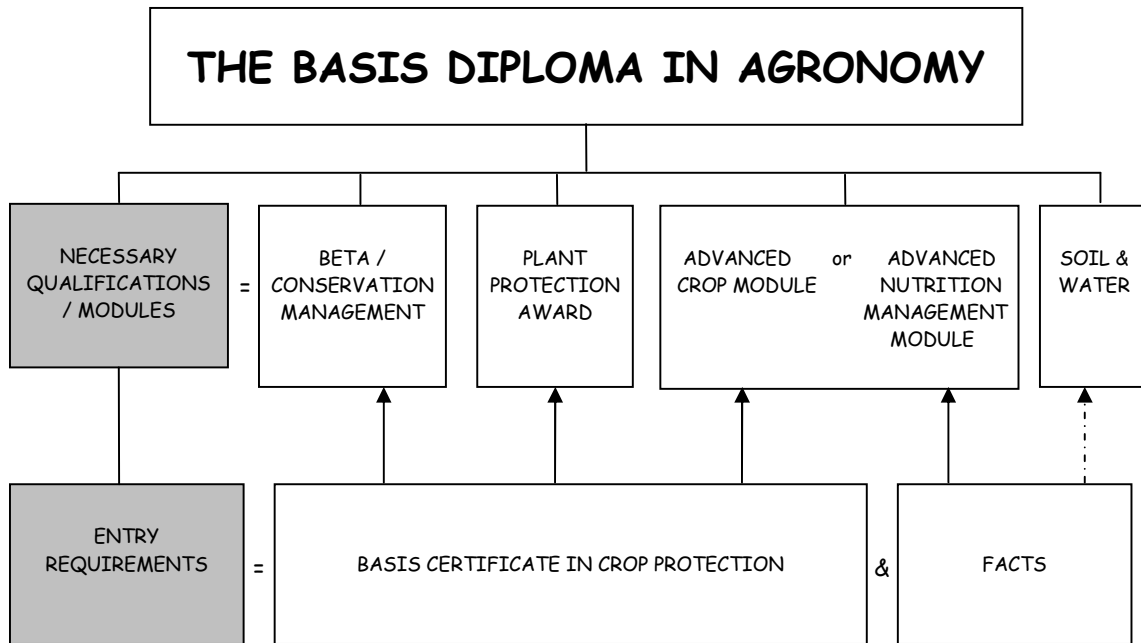 THE BASIS DIPLOMA IN AGRONOMY
NECESSARY
QUALIFICATIONS
/ MODULES
=
BETA /
CONSERVATION
MANAGEMENT
PLANT
PROTECTION
AWARD
ADVANCED
CROP MODULE
or
ADVANCED
NUTRITION
MANAGEMENT
MODULE
SOIL &
WATER
ENTRY
REQUIREMENTS
=
BASIS CERTIFICATE IN CROP PROTECTION
&
FACTS